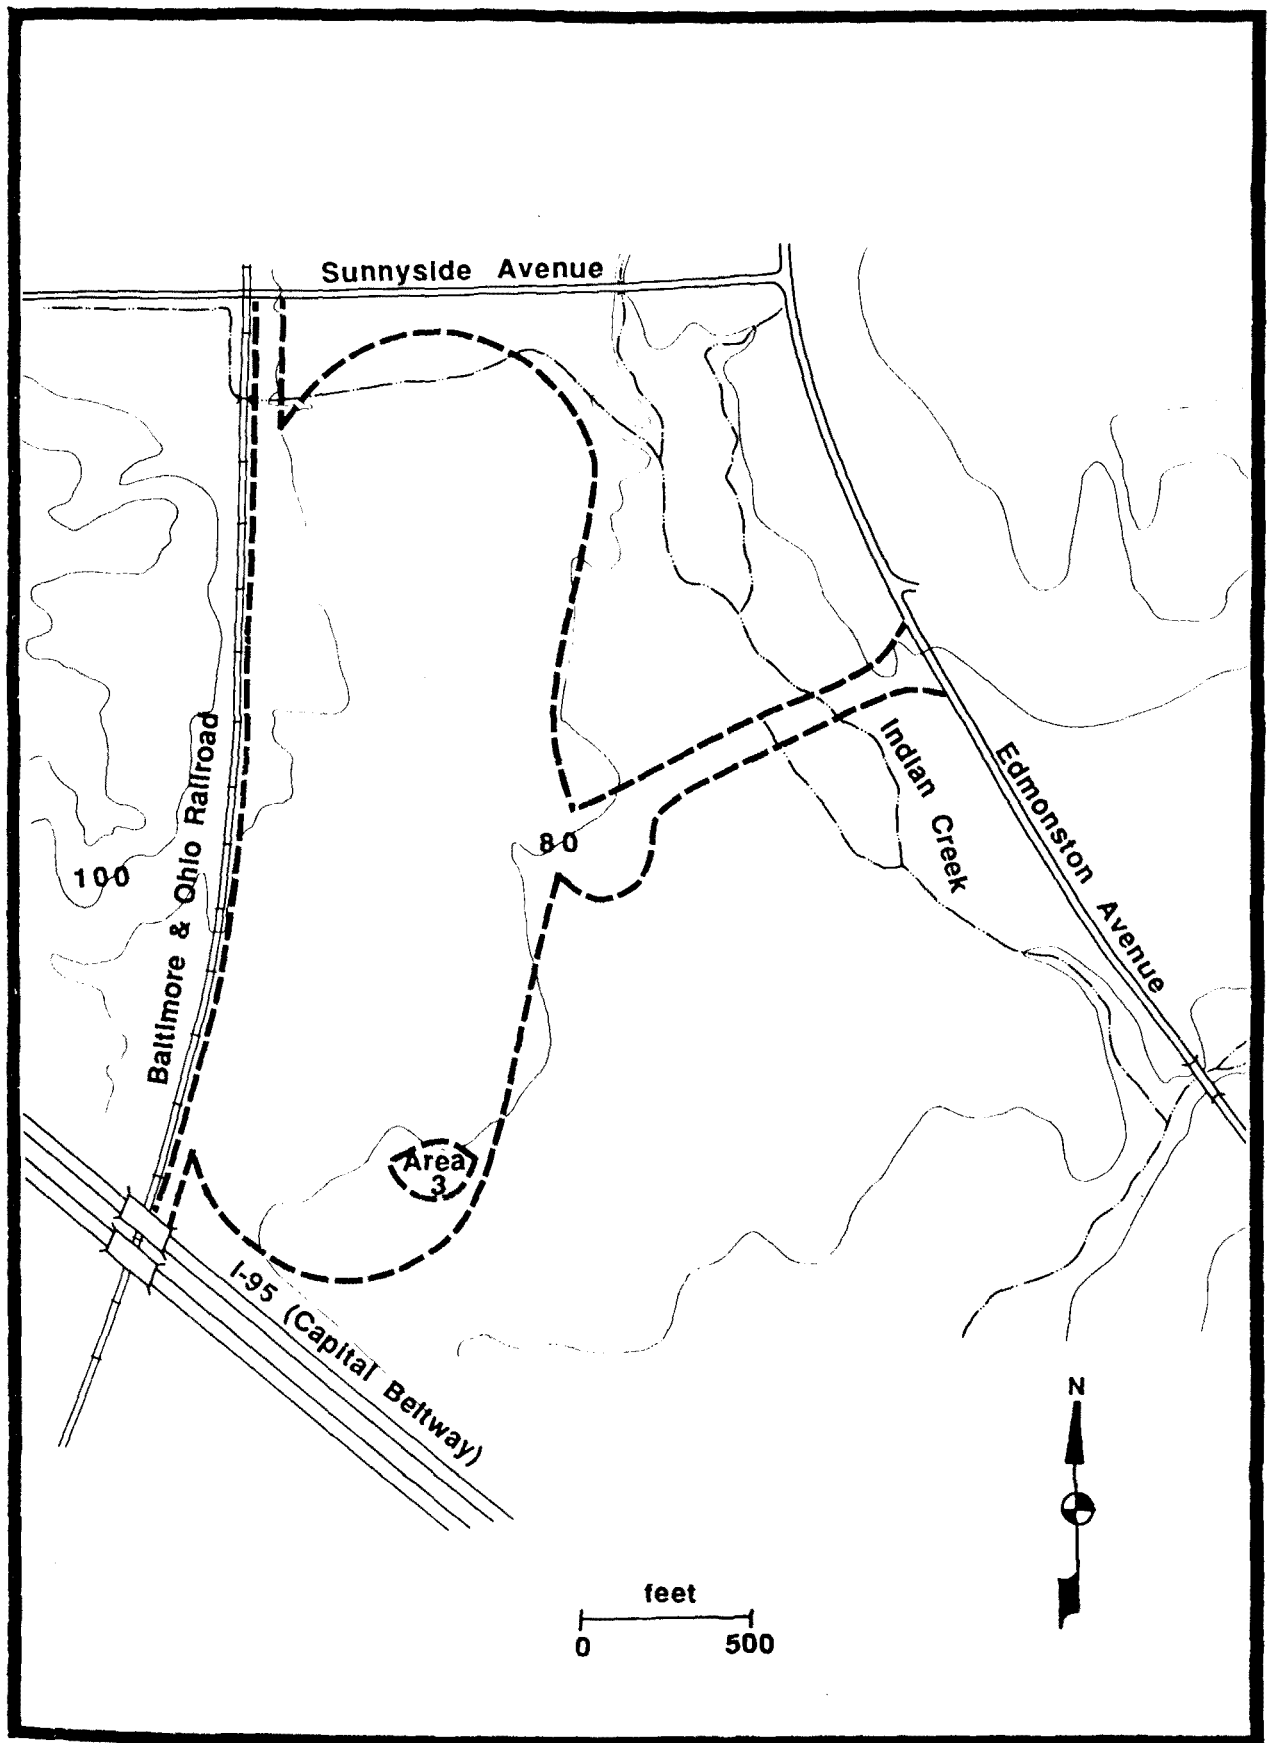 Sunnyside Avenue
Baltimore & Ohio Railroad
Indian Creek
Edmonston Avenue
80
100
Area
3
I-95 (Capital Beltway)
N
feet
0 500